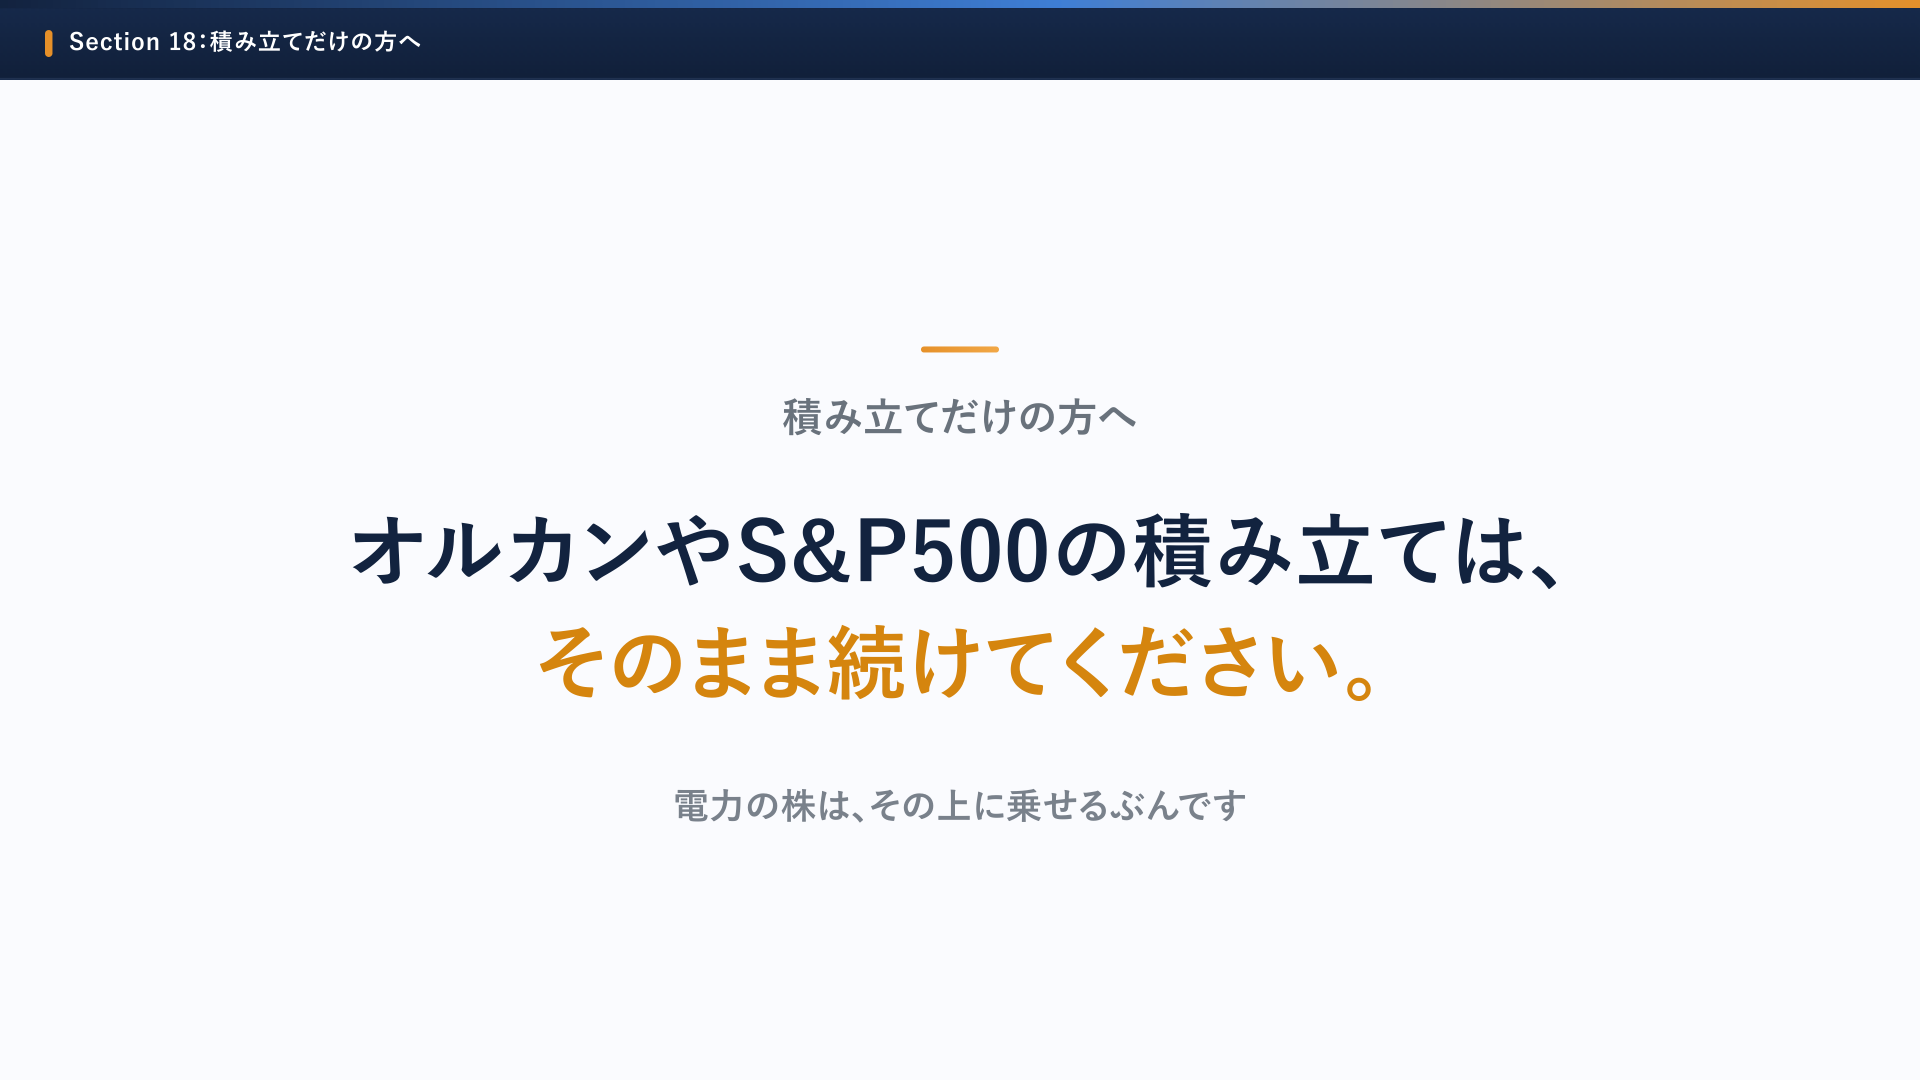 Section 18：積み立てだけの方へ
積み立てだけの方へ
オルカンやS&P500の積み立ては、
そのまま続けてください。
電力の株は、その上に乗せるぶんです